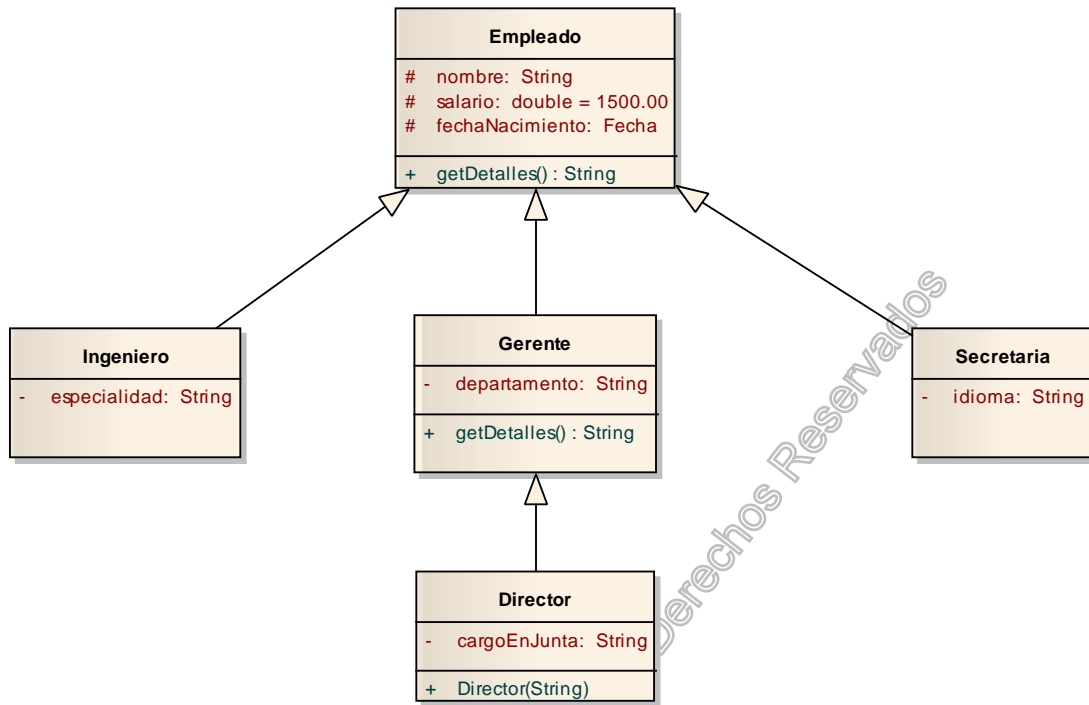 Empleado
# nombre: String
# salario: double = 1500.00
# fechaNacimiento: Fecha
+ getDetalles() : String
Ingeniero
- especialidad: String
Gerente
- departamento: String
+ getDetalles() : String
Secretaria
- idioma: String
Director
- cargoEnJunta: String
+ Director(String)
Derechos Reservados